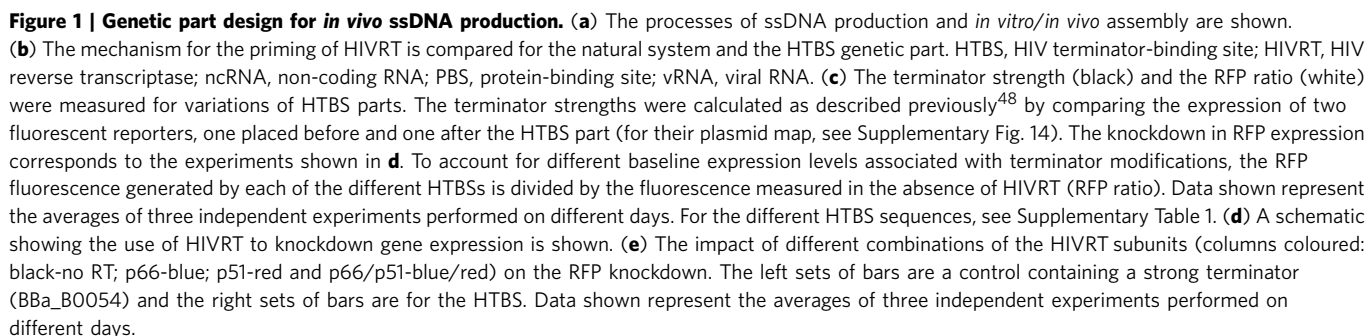 Figure 1 | Genetic part design for in vivo ssDNA production. (a) The processes of ssDNA production and in vitro/in vivo assembly are shown.
(b) The mechanism for the priming of HIVRT is compared for the natural system and the HTBS genetic part. HTBS, HIV terminator-binding site; HIVRT, HIV
reverse transcriptase; ncRNA, non-coding RNA; PBS, protein-binding site; vRNA, viral RNA. (c) The terminator strength (black) and the RFP ratio (white)
were measured for variations of HTBS parts. The terminator strengths were calculated as described previously48 by comparing the expression of two
fluorescent reporters, one placed before and one after the HTBS part (for their plasmid map, see Supplementary Fig. 14). The knockdown in RFP expression
corresponds to the experiments shown in d. To account for different baseline expression levels associated with terminator modifications, the RFP
fluorescence generated by each of the different HTBSs is divided by the fluorescence measured in the absence of HIVRT (RFP ratio). Data shown represent
the averages of three independent experiments performed on different days. For the different HTBS sequences, see Supplementary Table 1. (d) A schematic
showing the use of HIVRT to knockdown gene expression is shown. (e) The impact of different combinations of the HIVRT subunits (columns coloured:
black-no RT; p66-blue; p51-red and p66/p51-blue/red) on the RFP knockdown. The left sets of bars are a control containing a strong terminator
(BBa_B0054) and the right sets of bars are for the HTBS. Data shown represent the averages of three independent experiments performed on
different days.